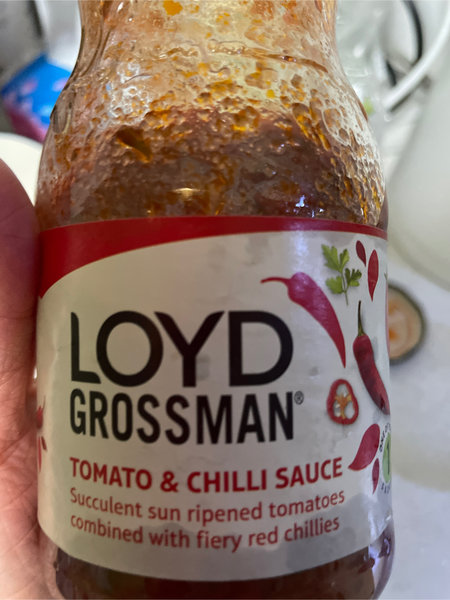 LOYD
GROSSMAN®
TOMATO & CHILLI SAUCE
Succulent sun ripened tomatoes
combined with fiery red chillies